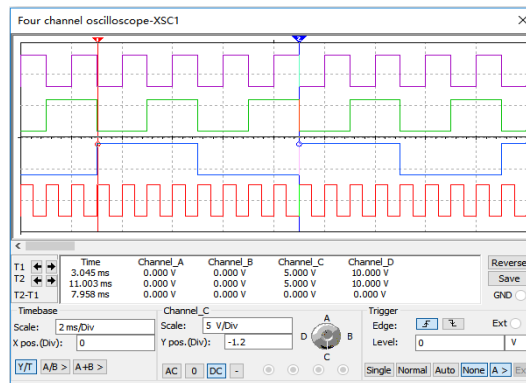 Four channel oscilloscope-XSC1
1
2
<
T1
T2
T2-T1
Time Channel_A Channel_B Channel_C Channel_D
3.045 ms 0.000 V 0.000 V 5.000 V 10.000 V
11.003 ms 0.000 V 0.000 V 5.000 V 10.000 V
7.958 ms 0.000 V 0.000 V 0.000 V 0.000 V
Reverse
Save
GND
Timebase
Scale: 2 ms/Div
X pos.(Div): 0
Y/T A/B > A+B >
Channel_C
Scale: 5 V/Div
Y pos.(Div): -1.2
AC 0 DC -
A
B
C
D
Trigger
Edge: Ext
Level: 0 V
Single Normal Auto None A >